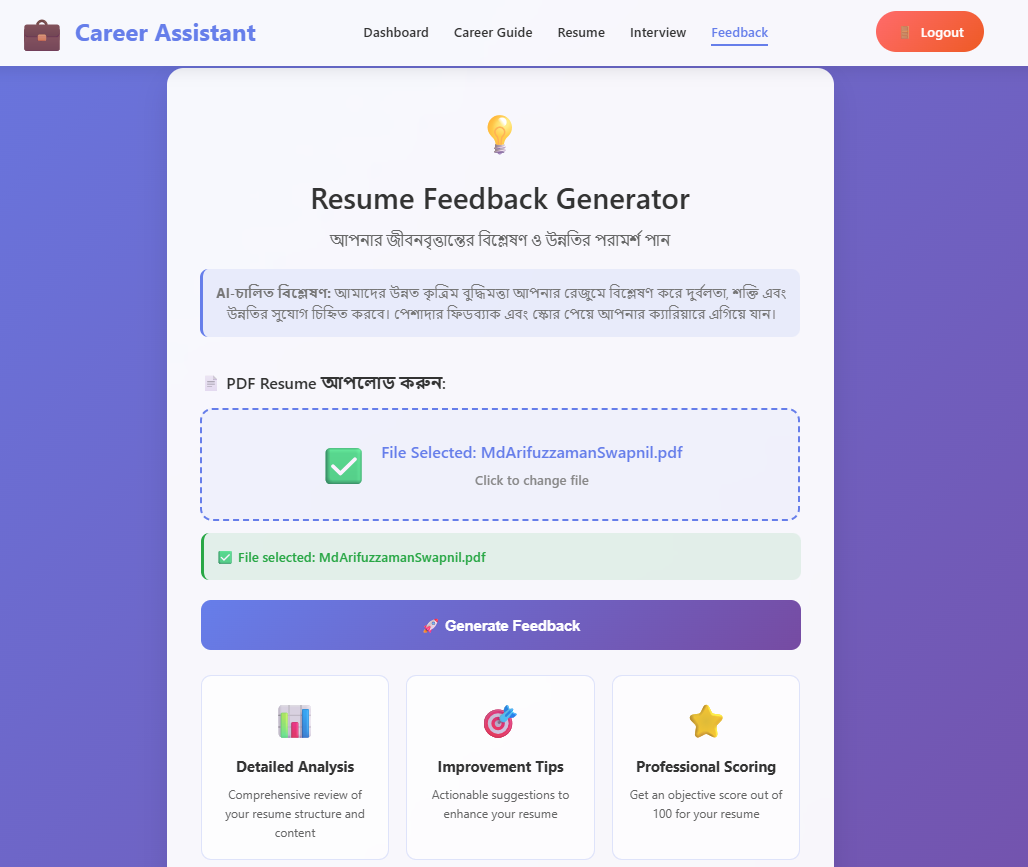 Career Assistant
Dashboard
Career Guide
Resume
Interview
Feedback
Logout
Resume Feedback Generator
আপনার জীবনবৃত্তান্তের বিশ্লেষণ ও উন্নতির পরামর্শ পান
AI-চালিত বিশ্লেষণ: আমাদের উন্নত কৃত্রিম বুদ্ধিমত্তা আপনার রেজুমে বিশ্লেষণ করে দুর্বলতা, শক্তি এবং
উন্নতির সুযোগ চিহ্নিত করবে। পেশাদার ফিডব্যাক এবং স্কোর পেয়ে আপনার ক্যারিয়ারে এগিয়ে যান।
PDF Resume আপলোড করুন:
File Selected: MdArifuzzamanSwapnil.pdf
Click to change file
File selected: MdArifuzzamanSwapnil.pdf
Generate Feedback
Detailed Analysis
Comprehensive review of
your resume structure and
content
Improvement Tips
Actionable suggestions to
enhance your resume
Professional Scoring
Get an objective score out of
100 for your resume